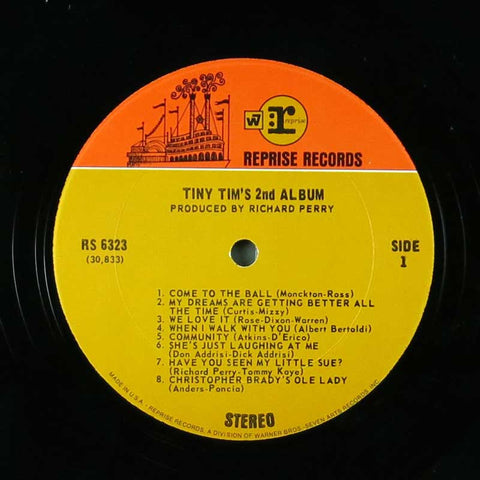 W
r
reprise
REPRISE RECORDS
TINY TIM'S 2nd ALBUM
PRODUCED BY RICHARD PERRY
RS 6323
(30,833)
SIDE
1
1. COME TO THE BALL (Monckton-Ross)
2. MY DREAMS ARE GETTING BETTER ALL
THE TIME (Curtis-Mizzy)
3. WE LOVE IT (Rose-Dixon-Warren)
4. WHEN I WALK WITH YOU (Albert Bertoldi)
5. COMMUNITY (Atkins-D'Erico)
6. SHE'S JUST LAUGHING AT ME
(Don Addrisi-Dick Addrisi)
7. HAVE YOU SEEN MY LITTLE SUE?
(Richard Perry-Tommy Kaye)
8. CHRISTOPHER BRADY'S OLE LADY
(Anders-Poncia)
STEREO
MADE IN U.S.A. · REPRISE RECORDS, A DIVISION OF WARNER BROS.-SEVEN ARTS RECORDS, INC.